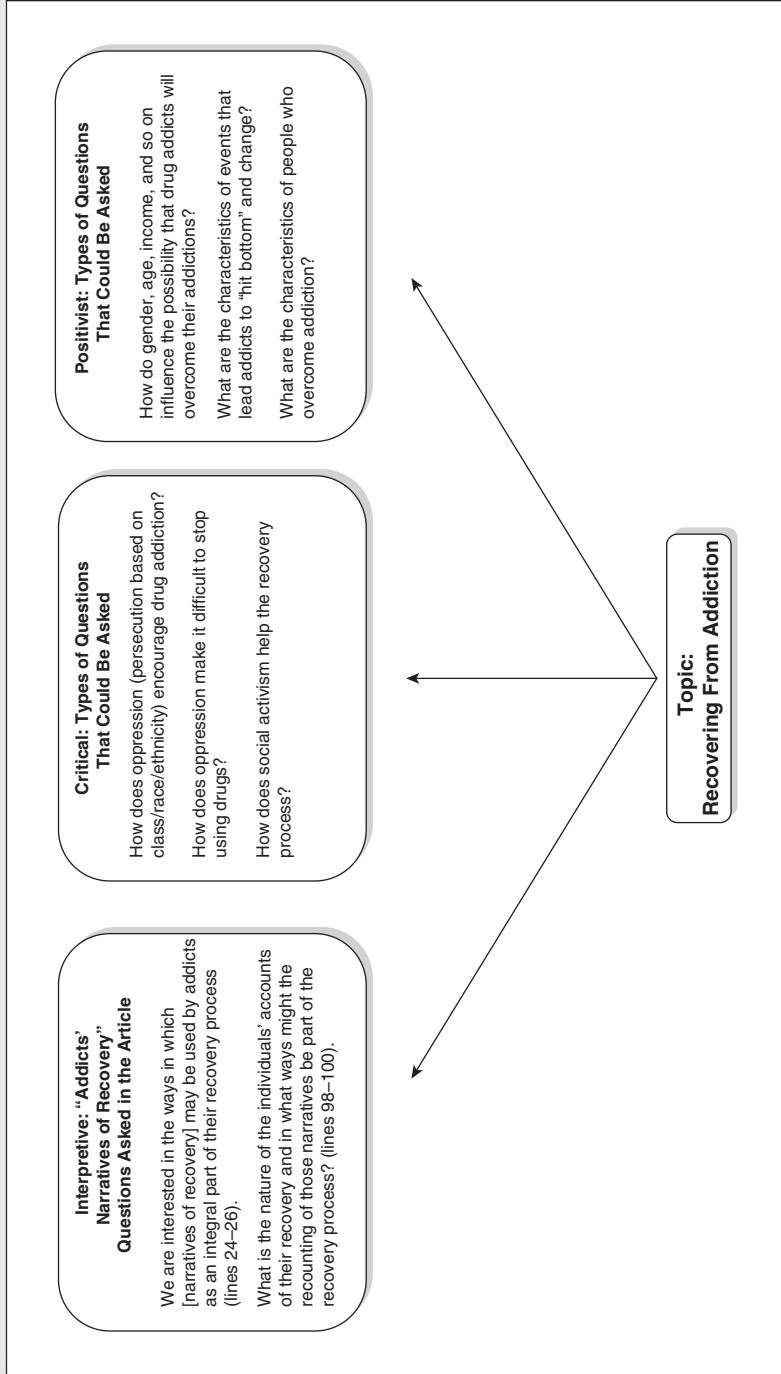 Interpretive: “Addicts’
Narratives of Recovery”
Questions Asked in the Article
We are interested in the ways in which
[narratives of recovery] may be used by addicts
as an integral part of their recovery process
(lines 24–26).
What is the nature of the individuals’ accounts
of their recovery and in what ways might the
recounting of those narratives be part of the
recovery process? (lines 98–100).
Critical: Types of Questions
That Could Be Asked
How does oppression (persecution based on
class/race/ethnicity) encourage drug addiction?
How does oppression make it difficult to stop
using drugs?
How does social activism help the recovery
process?
Positivist: Types of Questions
That Could Be Asked
How do gender, age, income, and so on
influence the possibility that drug addicts will
overcome their addictions?
What are the characteristics of events that
lead addicts to “hit bottom” and change?
What are the characteristics of people who
overcome addiction?
Topic:
Recovering From Addiction